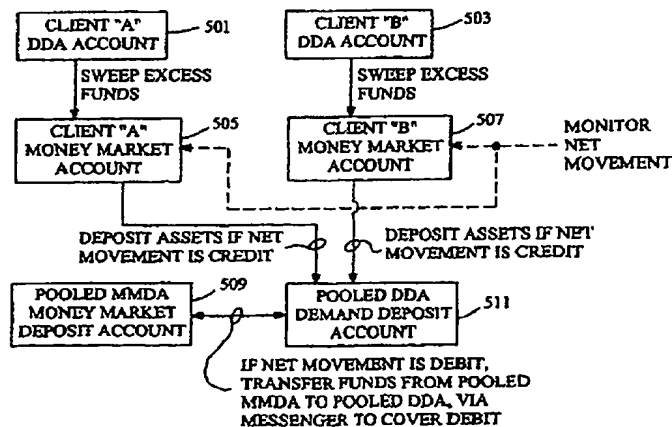 CLIENT "A"
DDA ACCOUNT
501
CLIENT "B"
DDA ACCOUNT
503
SWEEP EXCESS
FUNDS
SWEEP EXCESS
FUNDS
CLIENT "A"
MONEY MARKET
ACCOUNT
505
CLIENT "B"
MONEY MARKET
ACCOUNT
507
MONITOR
NET
MOVEMENT
DEPOSIT ASSETS IF NET
MOVEMENT IS CREDIT
DEPOSIT ASSETS IF NET
MOVEMENT IS CREDIT
POOLED MMDA
MONEY MARKET
DEPOSIT ACCOUNT
509
POOLED DDA
DEMAND DEPOSIT
ACCOUNT
511
IF NET MOVEMENT IS DEBIT,
TRANSFER FUNDS FROM POOLED
MMDA TO POOLED DDA, VIA
MESSENGER TO COVER DEBIT